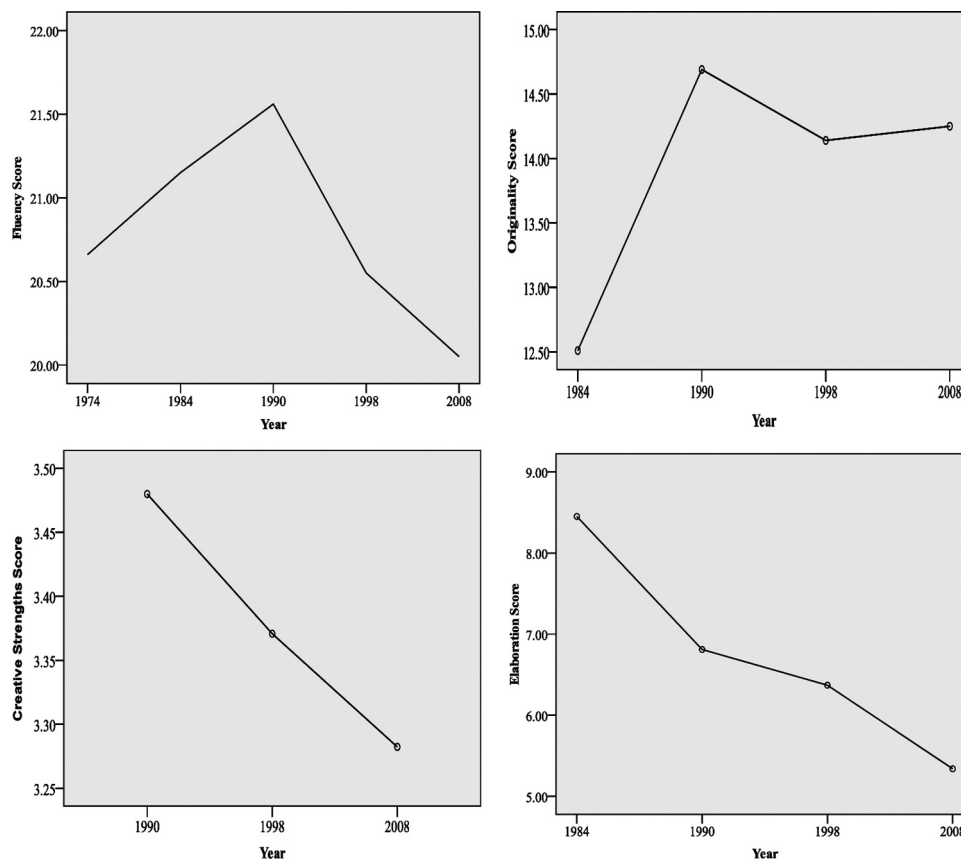 Fluency Score
22.00
21.50
21.00
20.50
20.00
1974 1984 1990 1998 2008
Year
Originality Score
15.00
14.50
14.00
13.50
13.00
12.50
1984 1990 1998 2008
Year
Creative Strengths Score
3.50
3.45
3.40
3.35
3.30
3.25
1990 1998 2008
Year
Elaboration Score
9.00
8.00
7.00
6.00
5.00
1984 1990 1998 2008
Year